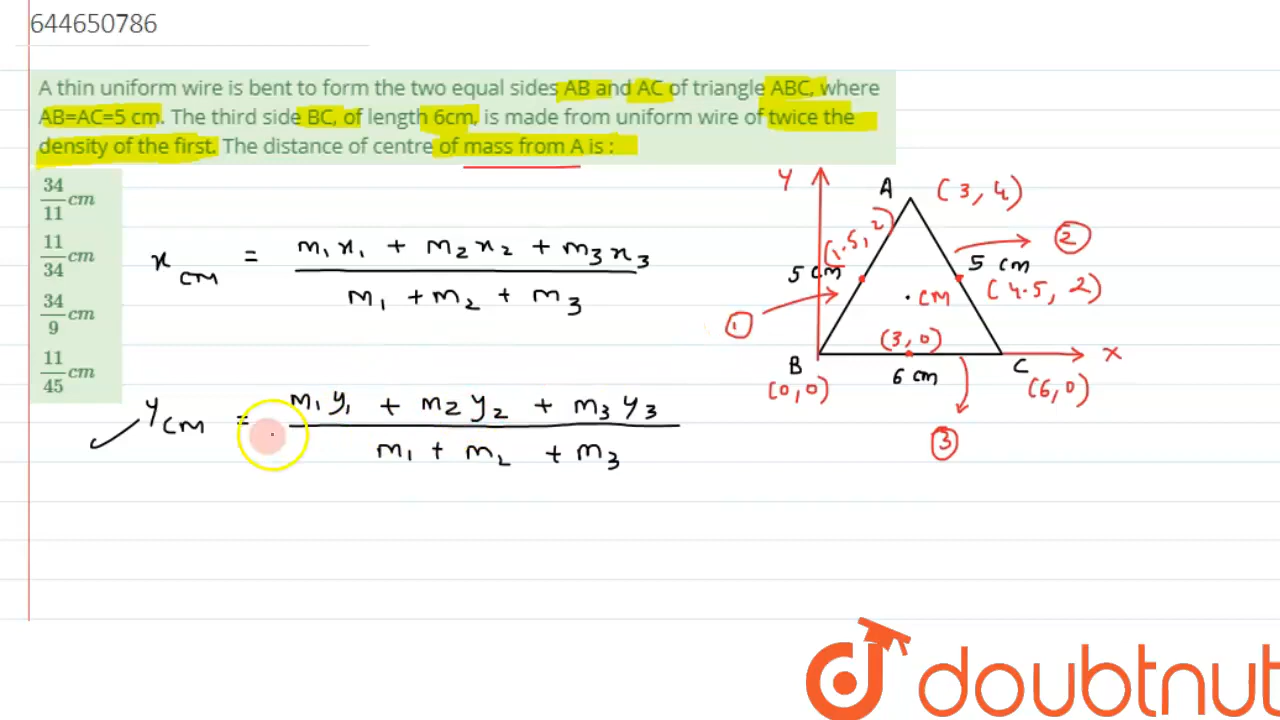 644650786
A thin uniform wire is bent to form the two equal sides AB and AC of triangle ABC, where
AB=AC=5 cm. The third side BC, of length 6cm, is made from uniform wire of twice the
density of the first. The distance of centre of mass from A is :
34/11 cm
11/34 cm
34/9 cm
11/45 cm
x_CM = (m₁x₁ + m₂x₂ + m₃x₃)/(m₁ + m₂ + m₃)
y_CM = (m₁y₁ + m₂y₂ + m₃y₃)/(m₁ + m₂ + m₃)
Y
A (3, 4)
(1.5, 2)
2
5 cm
5 cm
(4.5, 2)
. CM
1
(3, 0)
X
B
6 cm
C
(0,0)
(6,0)
3
doubtnut